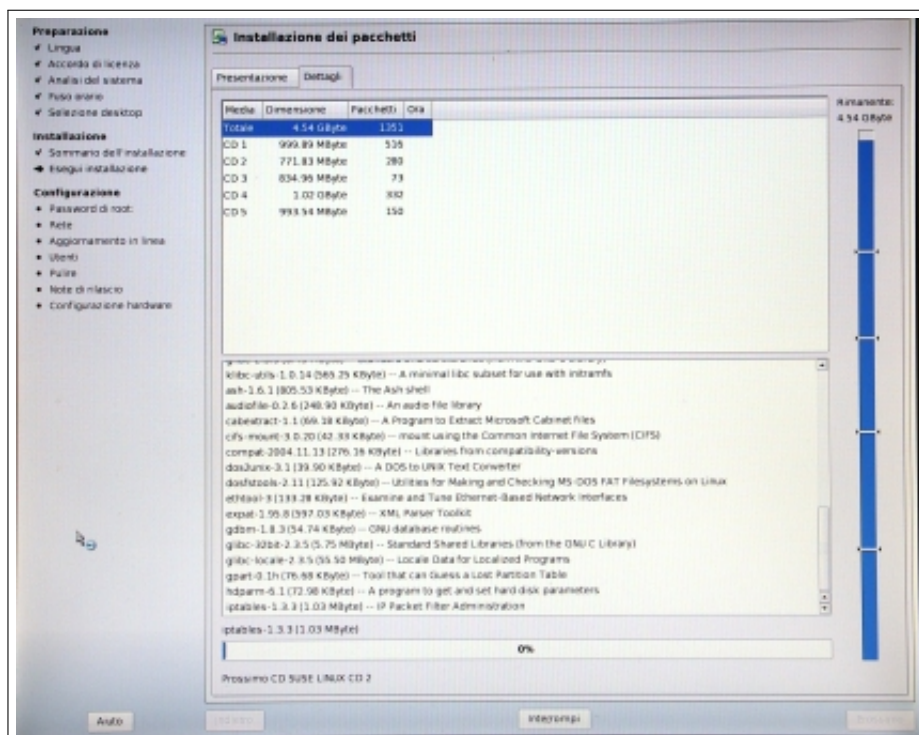 Preparazione
Lingua
Accordo di licenza
Analisi del sistema
Fuso orario
Selezione desktop
Installazione
Sommario dell'installazione
Esegui installazione
Configurazione
Password di root
Rete
Aggiornamento in linea
Utenti
Pulire
Note di rilascio
Configurazione hardware
Installazione dei pacchetti
Presentazione Dettagli
Media Dimensione Pacchetti Ora
Totale 4.54 GByte 1351
CD 1 999.89 MByte
CD 2 771.83 MByte 280
CD 3 834.96 MByte 73
CD 4 1.02 GByte 332
CD 5 993.54 MByte 150
Rimanente:
4.54 GByte
klibc-utils-1.0.14 (565.25 KByte) -- A minimal libc subset for use with initramfs
ash-1.6.1 (805.53 KByte) -- The Ash shell
audiofile-0.2.6 (248.90 KByte) -- An audio file library
cabextract-1.1 (69.18 KByte) -- A Program to Extract Microsoft Cabinet files
cifs-mount-3.0.20 (42.33 KByte) -- mount using the Common Internet File System (CIFS)
compat-2004.11.13 (276.16 KByte) -- Libraries from compatibility-versions
dos2unix-3.1 (39.90 KByte) -- A DOS to UNIX Text Converter
dosfstools-2.11 (125.92 KByte) -- Utilities for Making and Checking MS-DOS FAT Filesystems on Linux
ethtool-3 (133.28 KByte) -- Examine and Tune Ethernet-Based Network Interfaces
expat-1.95.8 (597.03 KByte) -- XML Parser Toolkit
gdbm-1.8.3 (54.74 KByte) -- GNU database routines
glibc-32bit-2.3.5 (5.75 MByte) -- Standard Shared Libraries (from the GNU C Library)
glibc-locale-2.3.5 (55.50 MByte) -- Locale Data for Localized Programs
gpart-0.1h (76.68 KByte) -- Tool that can Guess a Lost Partition Table
hdparm-6.1 (72.98 KByte) -- A program to get and set hard disk parameters
iptables-1.3.3 (1.03 MByte) -- IP Packet Filter Administration
iptables-1.3.3 (1.03 MByte)
0%
Prossimo CD SUSE LINUX CD 2
Aiuto
Interrompi